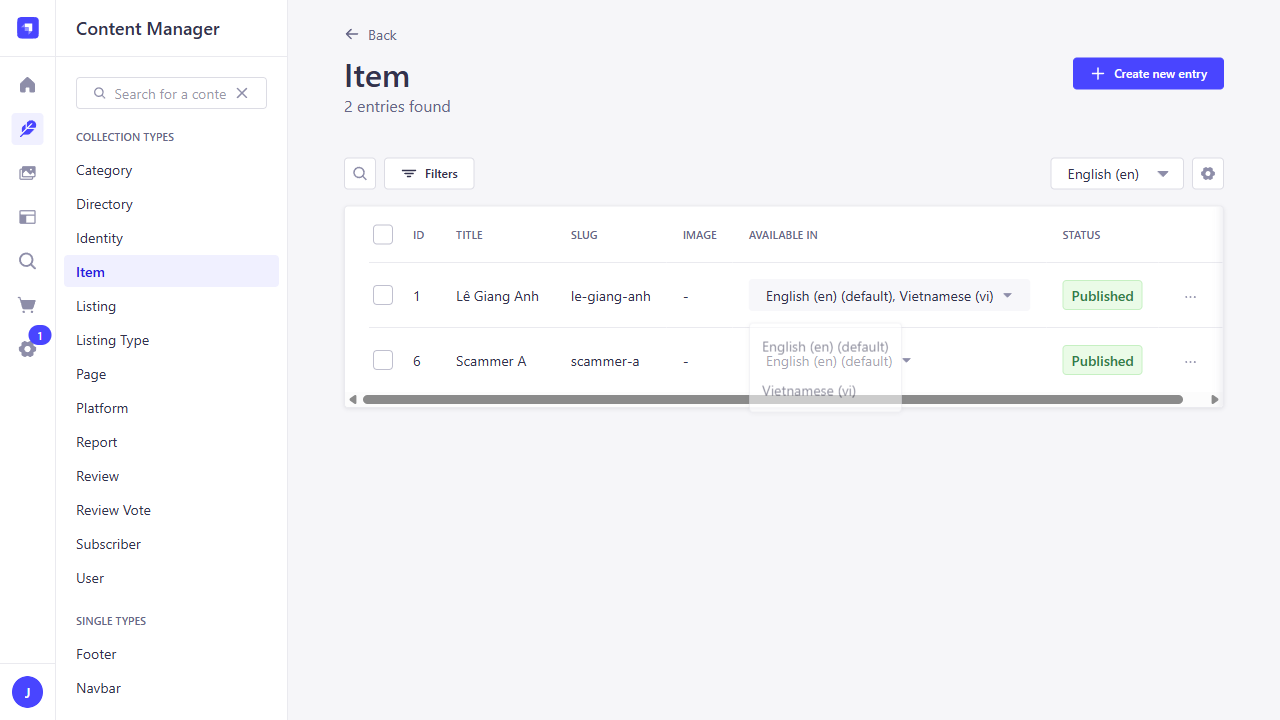 Content Manager
Search for a conte
COLLECTION TYPES
Category
Directory
Identity
Item
Listing
Listing Type
Page
Platform
Report
Review
Review Vote
Subscriber
User
SINGLE TYPES
Footer
Navbar
1
J
Back
Item
2 entries found
Create new entry
Filters
English (en)
ID TITLE SLUG IMAGE AVAILABLE IN STATUS
1 Lê Giang Anh le-giang-anh - English (en) (default), Vietnamese (vi) Published
English (en) (default)
6 Scammer A scammer-a - English (en) (default) Published
Vietnamese (vi)